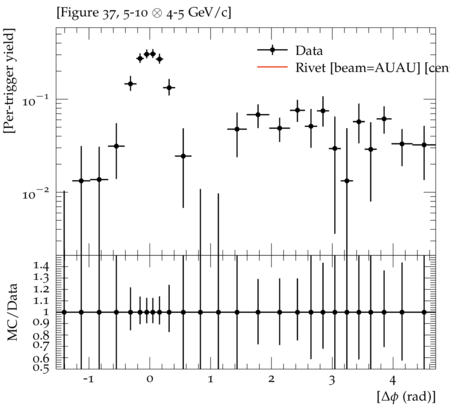 [Figure 37, 5-10 ⊗ 4-5 GeV/c]
[Per-trigger yield]
Data
Rivet [beam=AUAU] [cen
10⁻¹
10⁻²
MC/Data
1.4
1.3
1.2
1.1
1
0.9
0.8
0.7
0.6
0.5
-1 0 1 2 3 4
[Δϕ (rad)]